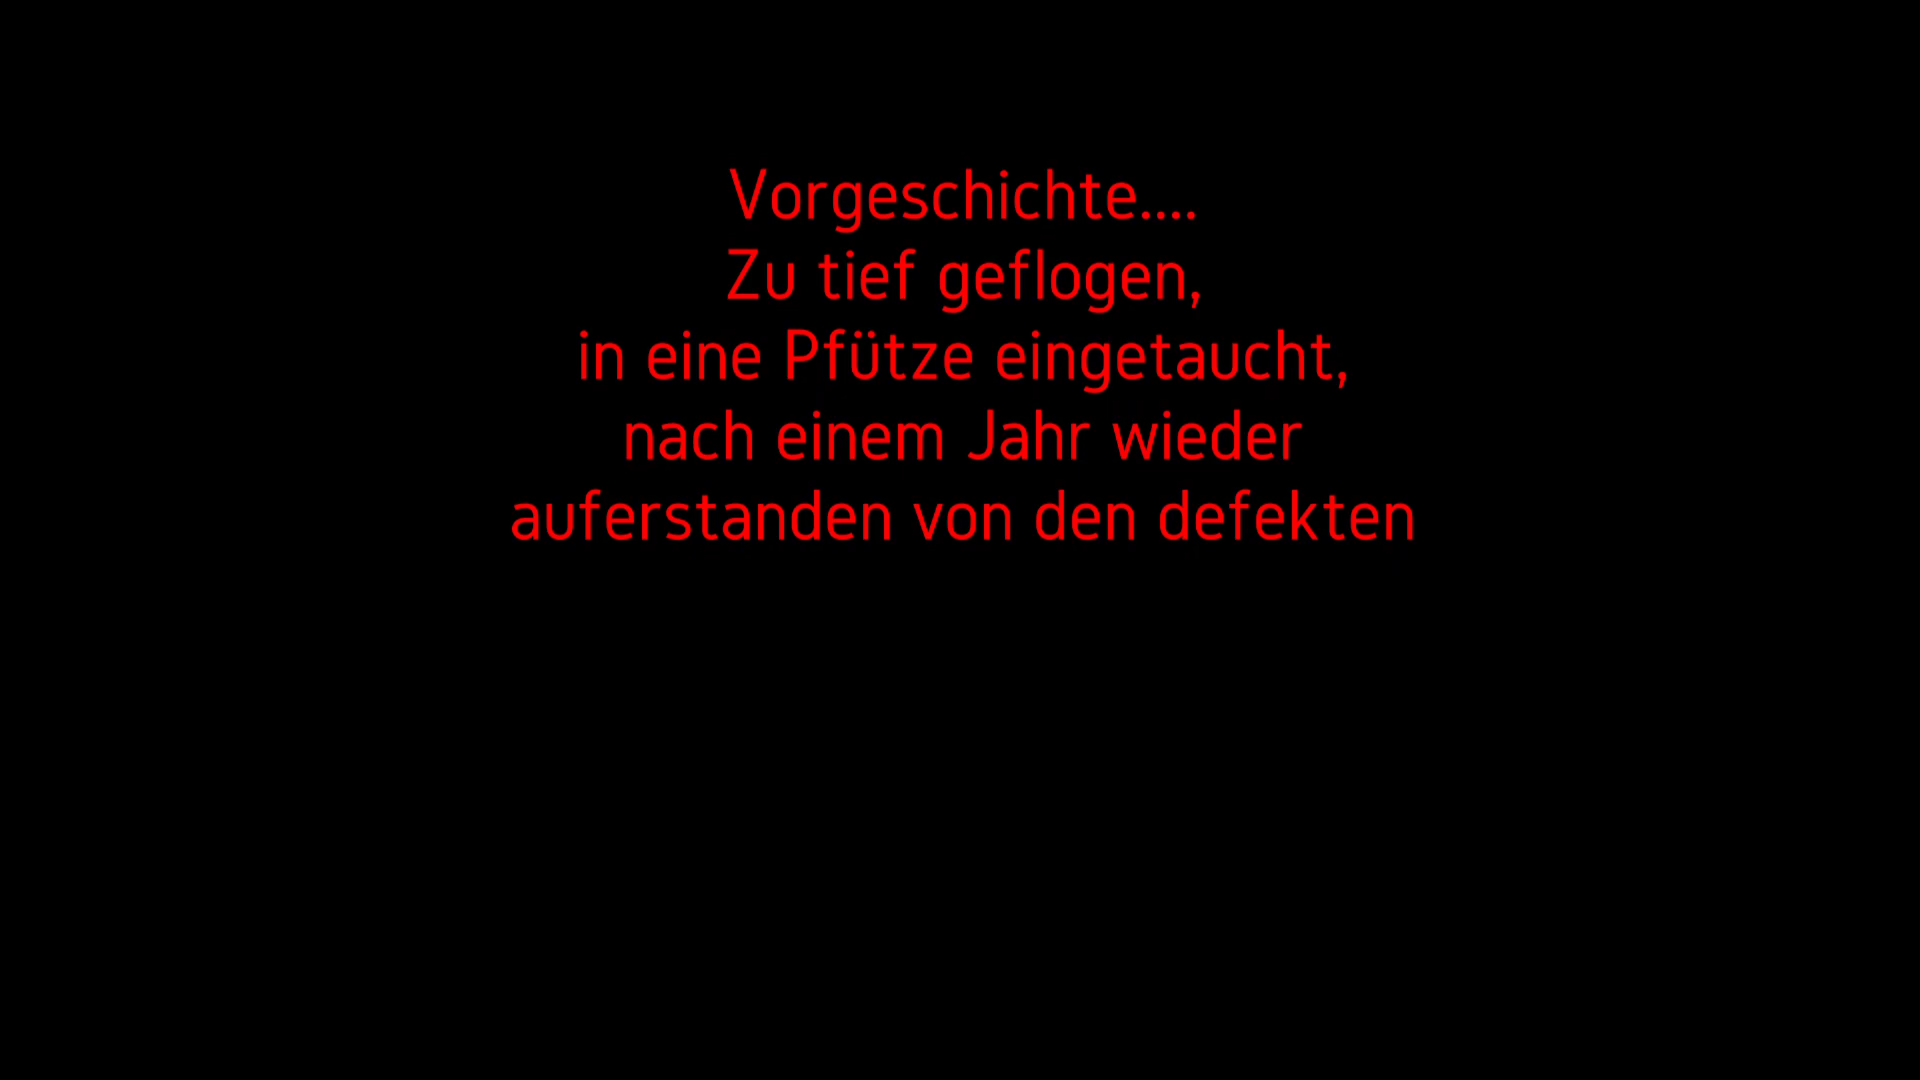 Vorgeschichte....
Zu tief geflogen,
in eine Pfütze eingetaucht,
nach einem Jahr wieder
auferstanden von den defekten